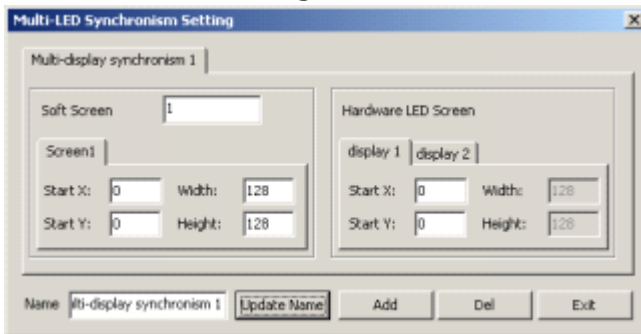 Multi-LED Synchronism Setting
Multi-display synchronism 1
Soft Screen 1
Hardware LED Screen
Screen1
display 1 display 2
Start X: 0 Width: 128
Start X: 0 Width: 128
Start Y: 0 Height: 128
Start Y: 0 Height: 128
Name lti-display synchronism 1 Update Name Add Del Exit